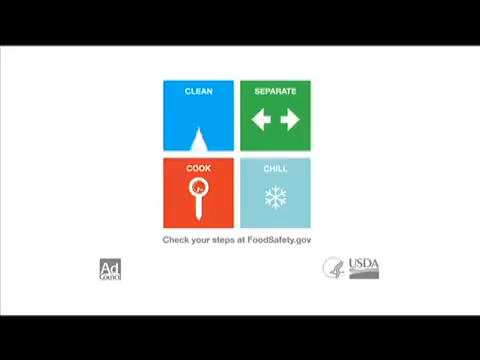 CLEAN
SEPARATE
COOK
CHILL
Check your steps at FoodSafety.gov
Ad
Council
USDA